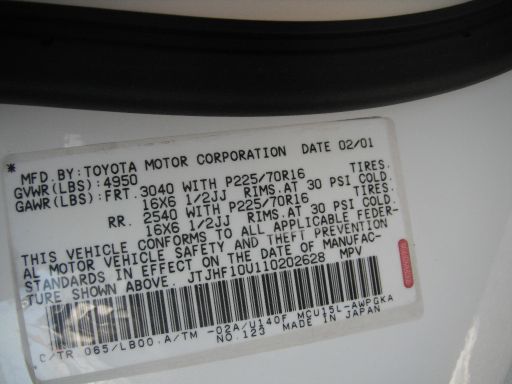 *MFD.BY:TOYOTA MOTOR CORPORATION DATE 02/01
GVWR(LBS):4950
GAWR(LBS):FRT.3040 WITH P225/70R16 TIRES.
16X6 1/2JJ RIMS.AT 30 PSI COLD.
RR. 2540 WITH P225/70R16 TIRES.
16X6 1/2JJ RIMS.AT 30 PSI COLD.
THIS VEHICLE CONFORMS TO ALL APPLICABLE FEDER-
AL MOTOR VEHICLE SAFETY AND THEFT PREVENTION
STANDARDS IN EFFECT ON THE DATE OF MANUFAC-
TURE SHOWN ABOVE. JTJHF10U110202628 MPV
C/TR 065/LB00.A/TM -02A/U140F MCU15L-AWPGKA
NO.123 MADE IN JAPAN